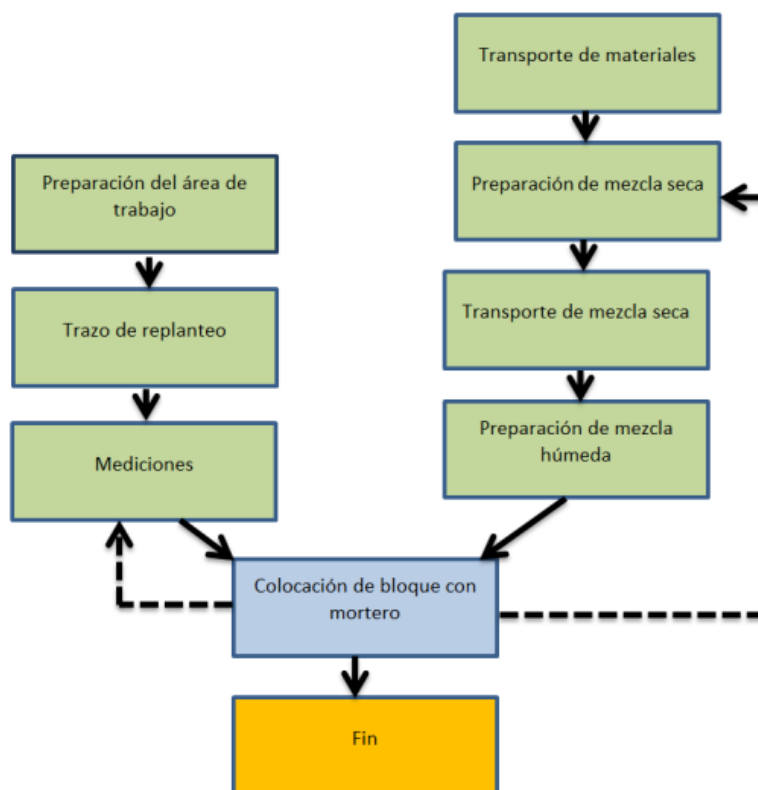 Transporte de materiales
Preparación del área de
trabajo
Preparación de mezcla seca
Trazo de replanteo
Transporte de mezcla seca
Mediciones
Preparación de mezcla
húmeda
Colocación de bloque con
mortero
Fin